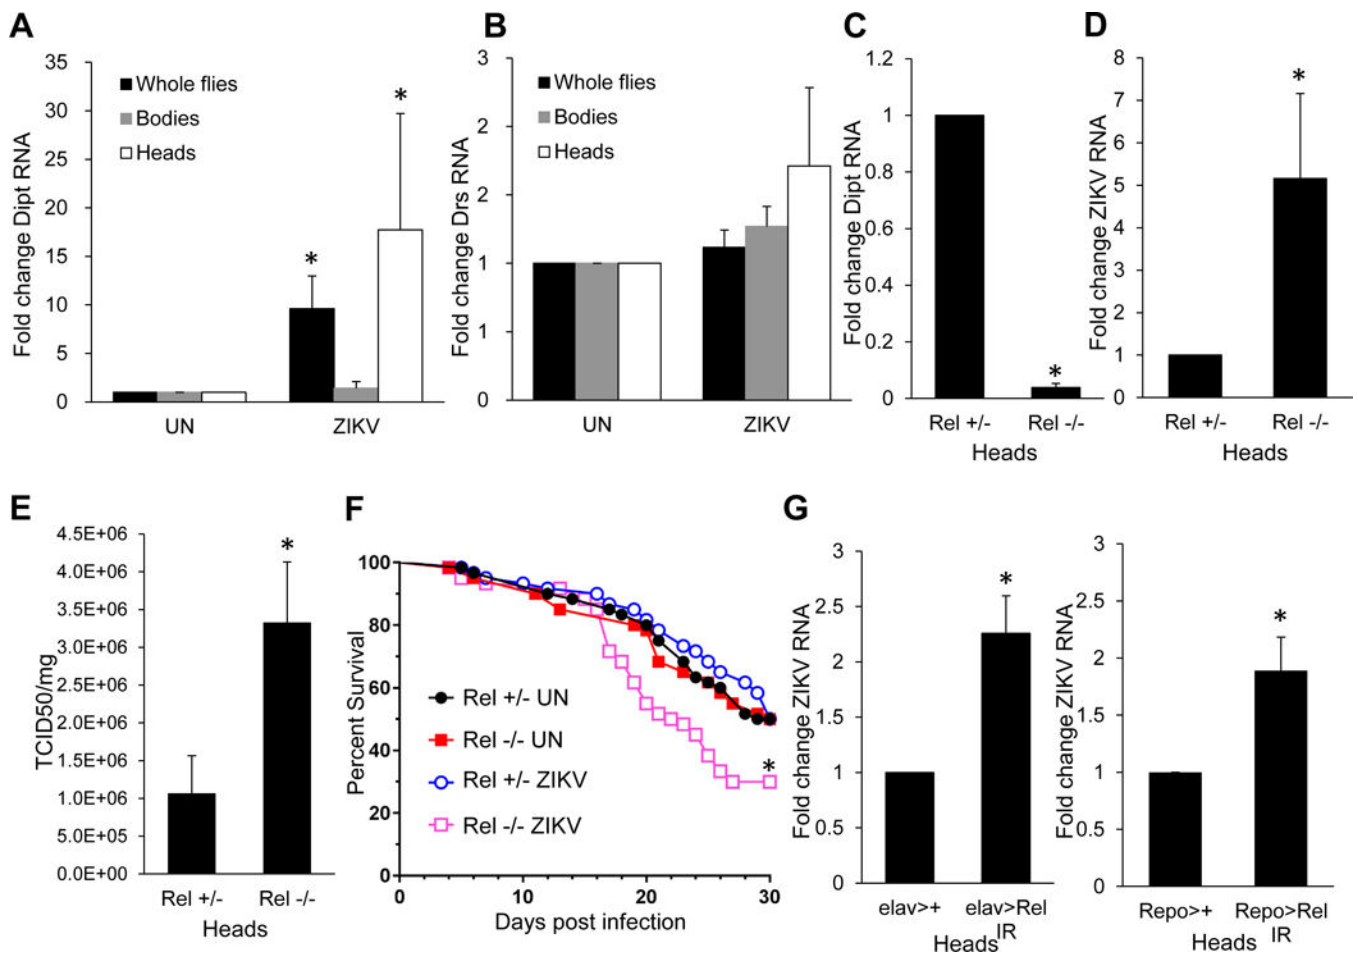 A
Fold change Dipt RNA
35
30
25
20
15
10
5
0
Whole flies
Bodies
Heads
*
*
UN
ZIKV
B
Fold change Drs RNA
3
2
2
1
1
0
Whole flies
Bodies
Heads
UN
ZIKV
C
Fold change Dipt RNA
1.2
1
0.8
0.6
0.4
0.2
0
*
Rel +/-
Rel -/-
Heads
D
Fold change ZIKV RNA
8
7
6
5
4
3
2
1
0
*
Rel +/-
Rel -/-
Heads
E
TCID50/mg
4.5E+06
4.0E+06
3.5E+06
3.0E+06
2.5E+06
2.0E+06
1.5E+06
1.0E+06
5.0E+05
0.0E+00
*
Rel +/-
Rel -/-
Heads
F
Percent Survival
100
80
60
40
20
0
Rel +/- UN
Rel -/- UN
Rel +/- ZIKV
Rel -/- ZIKV
*
0
10
20
30
Days post infection
G
Fold change ZIKV RNA
3
2.5
2
1.5
1
0.5
0
*
elav>+
elav>Rel
IR
Heads
Fold change ZIKV RNA
3
2.5
2
1.5
1
0.5
0
*
Repo>+
Repo>Rel
IR
Heads